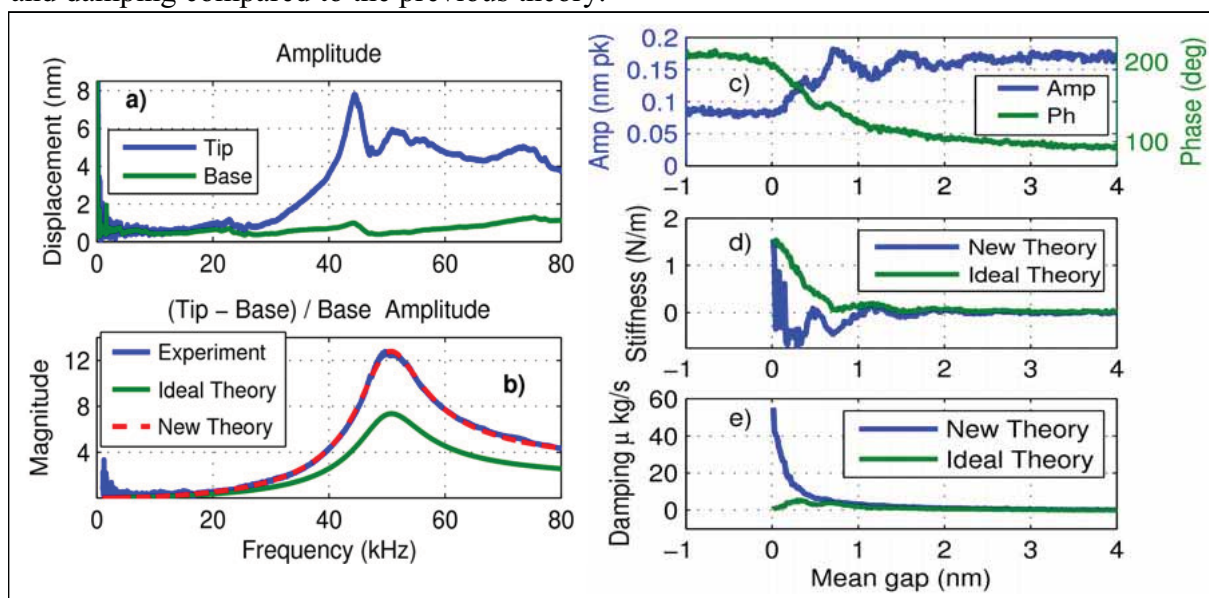 and damping compared to the previous theory.
Amplitude
a)
Displacement (nm)
8
6
4
2
0
Tip
Base
0 20 40 60 80
(Tip − Base) / Base Amplitude
b)
Magnitude
12
8
4
Experiment
Ideal Theory
New Theory
0 20 40 60 80
Frequency (kHz)
c)
Amp (nm pk)
0.2
0.15
0.1
0.05
0
Amp
Ph
200
100
Phase (deg)
−1 0 1 2 3 4
d)
Stiffness (N/m)
2
1
0
New Theory
Ideal Theory
−1 0 1 2 3 4
e)
Damping μ kg/s
60
40
20
0
New Theory
Ideal Theory
−1 0 1 2 3 4
Mean gap (nm)